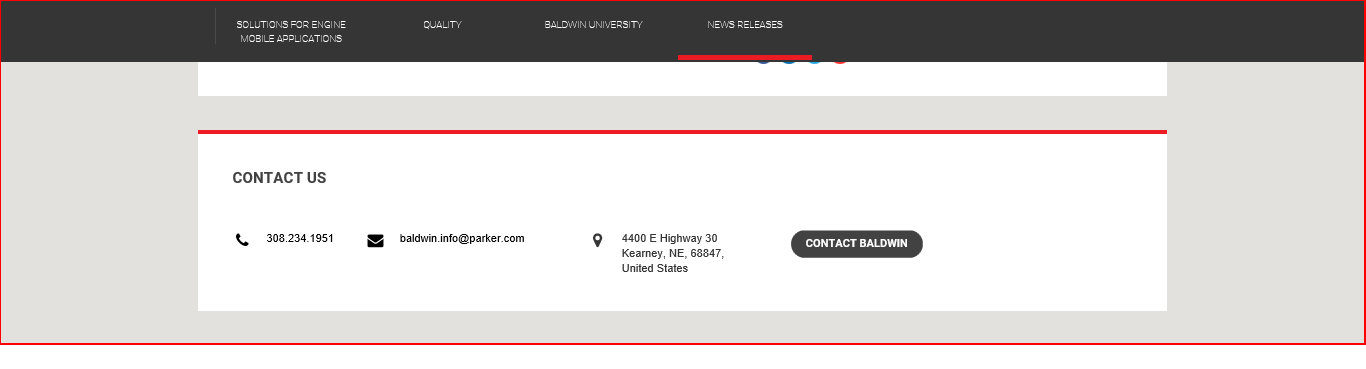 SOLUTIONS FOR ENGINE
MOBILE APPLICATIONS
QUALITY
BALDWIN UNIVERSITY
NEWS RELEASES
CONTACT US
308.234.1951
baldwin.info@parker.com
4400 E Highway 30
Kearney, NE, 68847,
United States
CONTACT BALDWIN